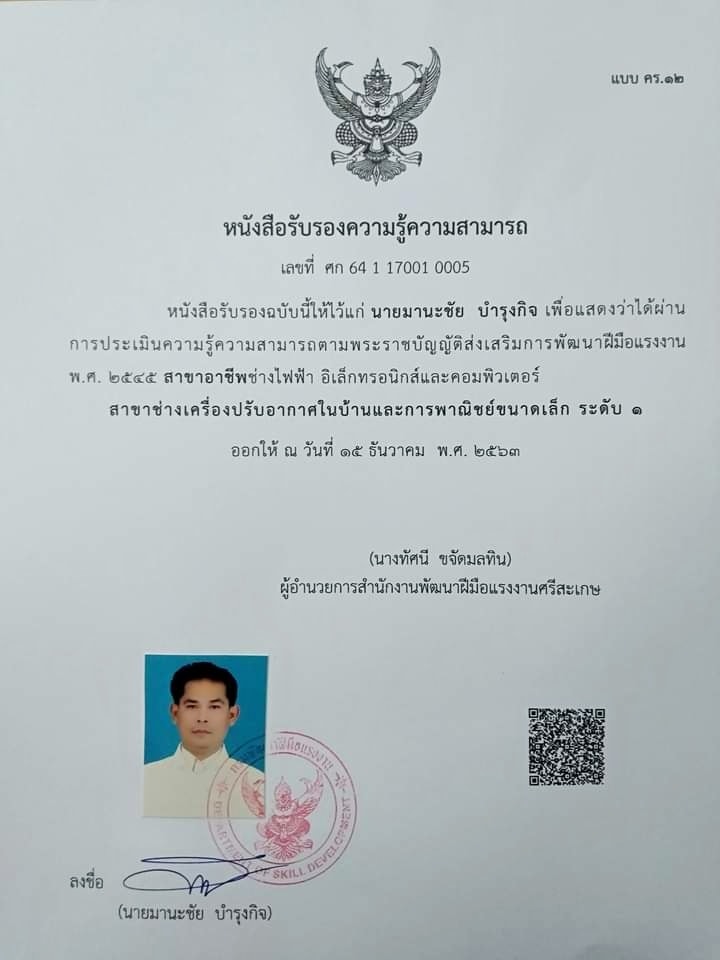 แบบ คร.๑๒
หนังสือรับรองความรู้ความสามารถ
เลขที่ ศก 64 1 17001 0005
หนังสือรับรองฉบับนี้ให้ไว้แก่ นายมานะชัย บำรุงกิจ เพื่อแสดงว่าได้ผ่าน
การประเมินความรู้ความสามารถตามพระราชบัญญัติส่งเสริมการพัฒนาฝีมือแรงงาน
พ.ศ. ๒๕๔๕ สาขาอาชีพช่างไฟฟ้า อิเล็กทรอนิกส์และคอมพิวเตอร์
สาขาช่างเครื่องปรับอากาศในบ้านและการพาณิชย์ขนาดเล็ก ระดับ ๑
ออกให้ ณ วันที่ ๑๕ ธันวาคม พ.ศ. ๒๕๖๓
(นางทัศนี ขจัดมลทิน)
ผู้อำนวยการสำนักงานพัฒนาฝีมือแรงงานศรีสะเกษ
กรมพัฒนาฝีมือแรงงาน
DEPARTMENT OF SKILL DEVELOPMENT
ลงชื่อ
(นายมานะชัย บำรุงกิจ)